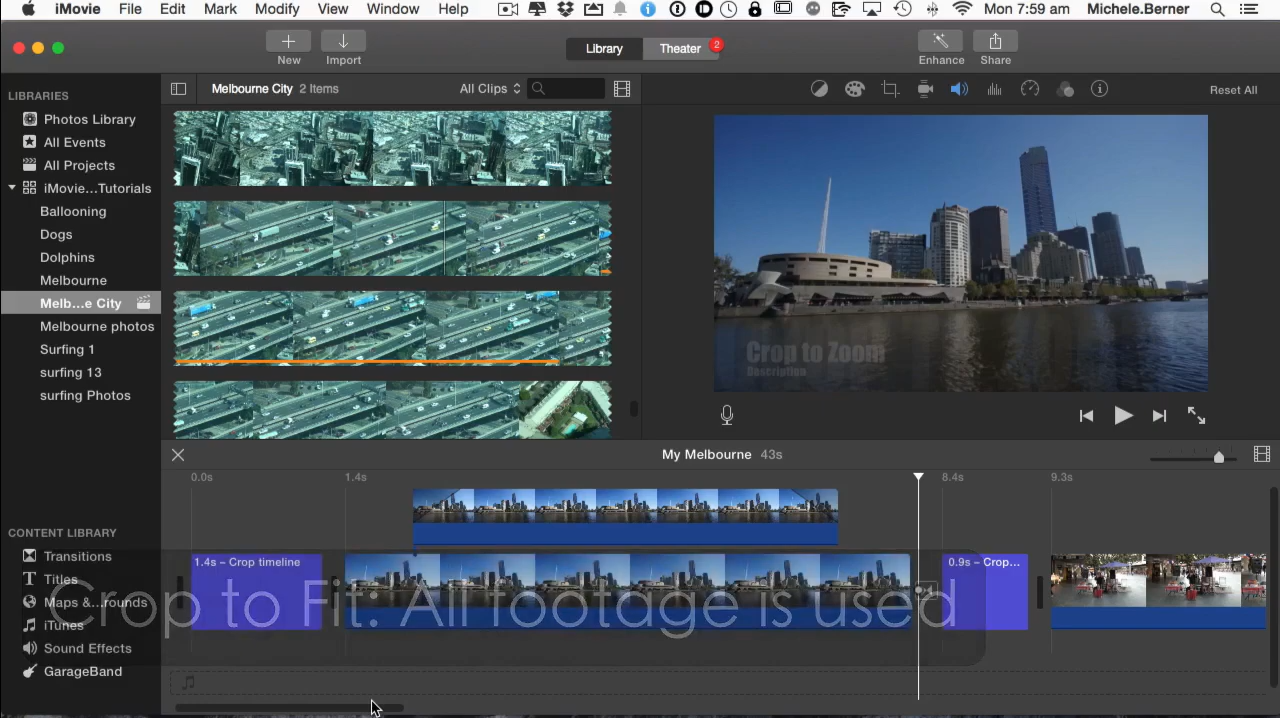 iMovie File Edit Mark Modify View Window Help Mon 7:59 am Michele.Berner
New Import Library Theater 2 Enhance Share
LIBRARIES
Melbourne City 2 Items All Clips
Reset All
Photos Library
All Events
All Projects
iMovie...Tutorials
Ballooning
Dogs
Dolphins
Melbourne
Melb...e City
Melbourne photos
Surfing 1
surfing 13
surfing Photos
Crop to Zoom
Description
My Melbourne 43s
0.0s 1.4s 8.4s 9.3s
CONTENT LIBRARY
Transitions
Titles
Maps &...rounds
iTunes
Sound Effects
GarageBand
1.4s – Crop timeline
0.9s – Crop...
Crop to Fit: All footage is used